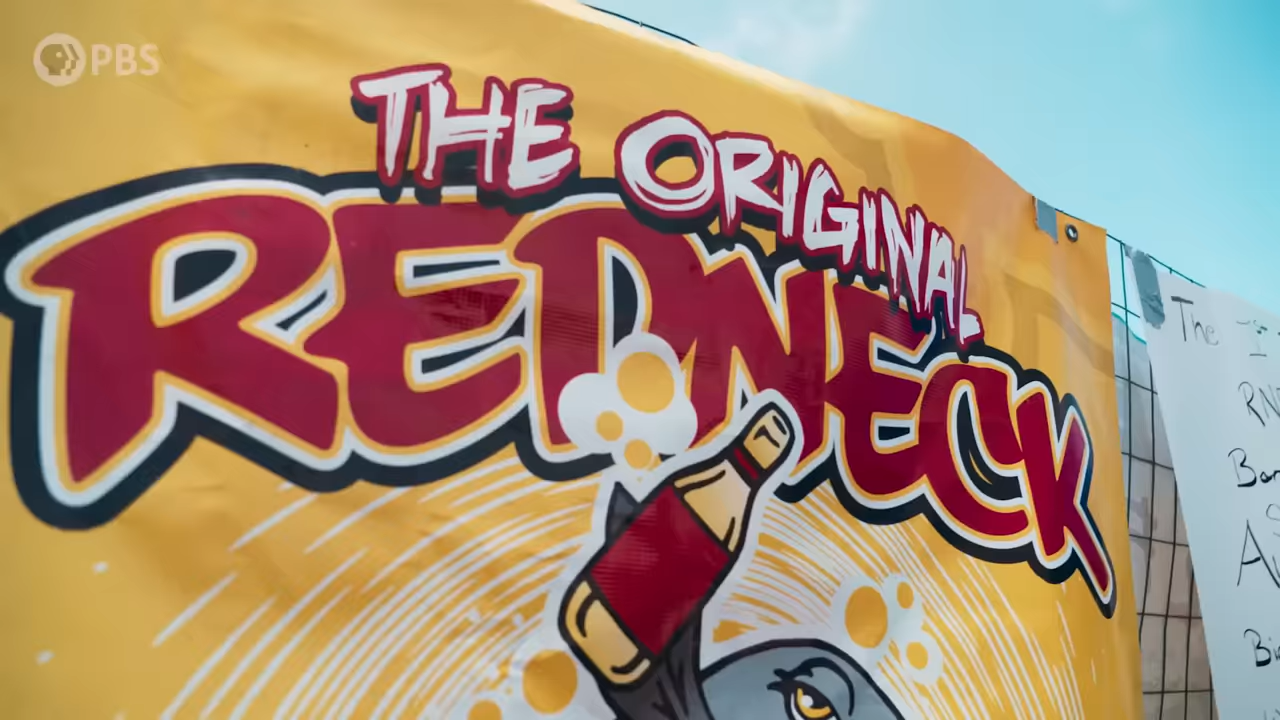 PBS
THE ORIGINAL
REDNECK
The